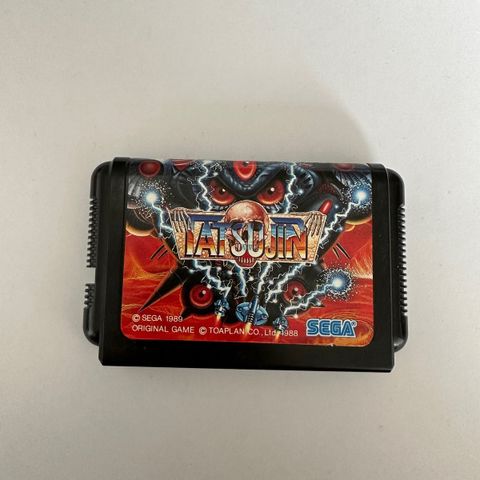 TATSUJIN
© SEGA 1989
ORIGINAL GAME © TOAPLAN CO., Ltd. 1988
SEGA